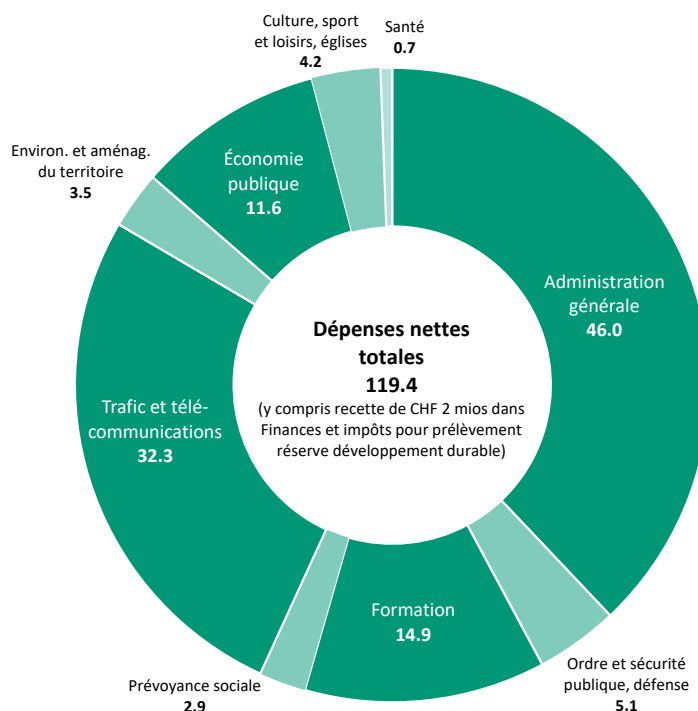 Culture, sport
et loisirs, églises
4.2
Santé
0.7
Environ. et aménag.
du territoire
3.5
Économie
publique
11.6
Administration
générale
46.0
Dépenses nettes
totales
119.4
(y compris recette de CHF 2 mios dans
Finances et impôts pour prélèvement
réserve développement durable)
Trafic et télé-
communications
32.3
Formation
14.9
Ordre et sécurité
publique, défense
5.1
Prévoyance sociale
2.9